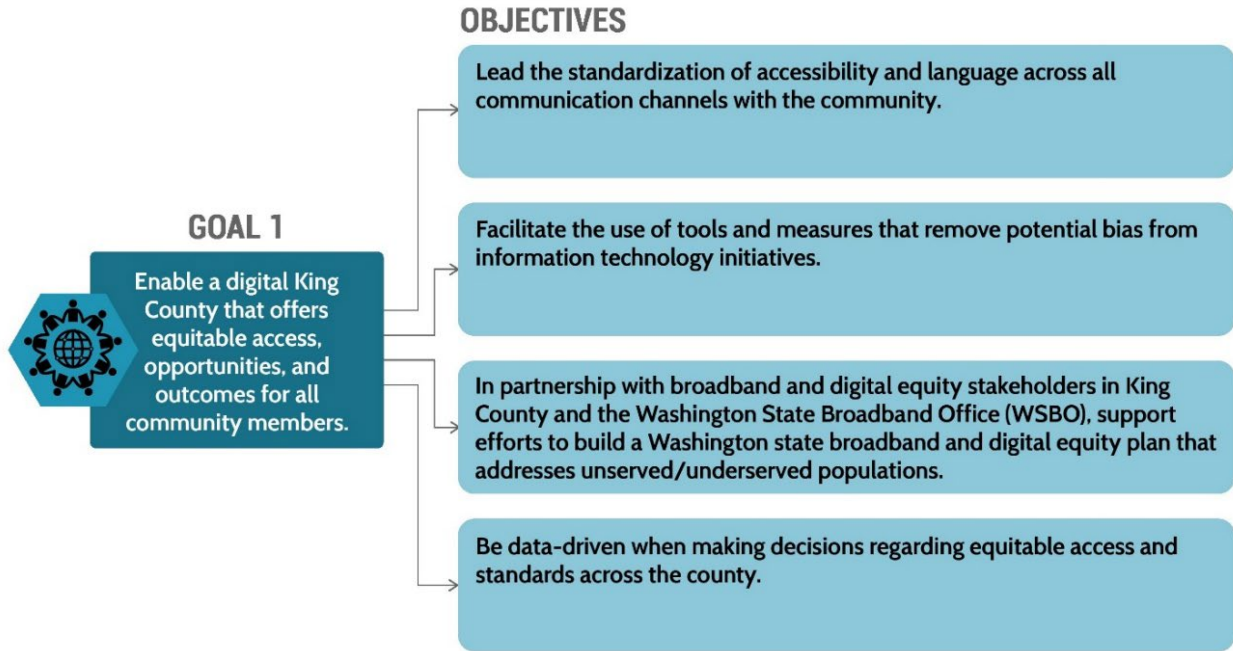 OBJECTIVES
Lead the standardization of accessibility and language across all
communication channels with the community.
Facilitate the use of tools and measures that remove potential bias from
information technology initiatives.
GOAL 1
Enable a digital King
County that offers
equitable access,
opportunities, and
outcomes for all
community members.
In partnership with broadband and digital equity stakeholders in King
County and the Washington State Broadband Office (WSBO), support
efforts to build a Washington state broadband and digital equity plan that
addresses unserved/underserved populations.
Be data-driven when making decisions regarding equitable access and
standards across the county.